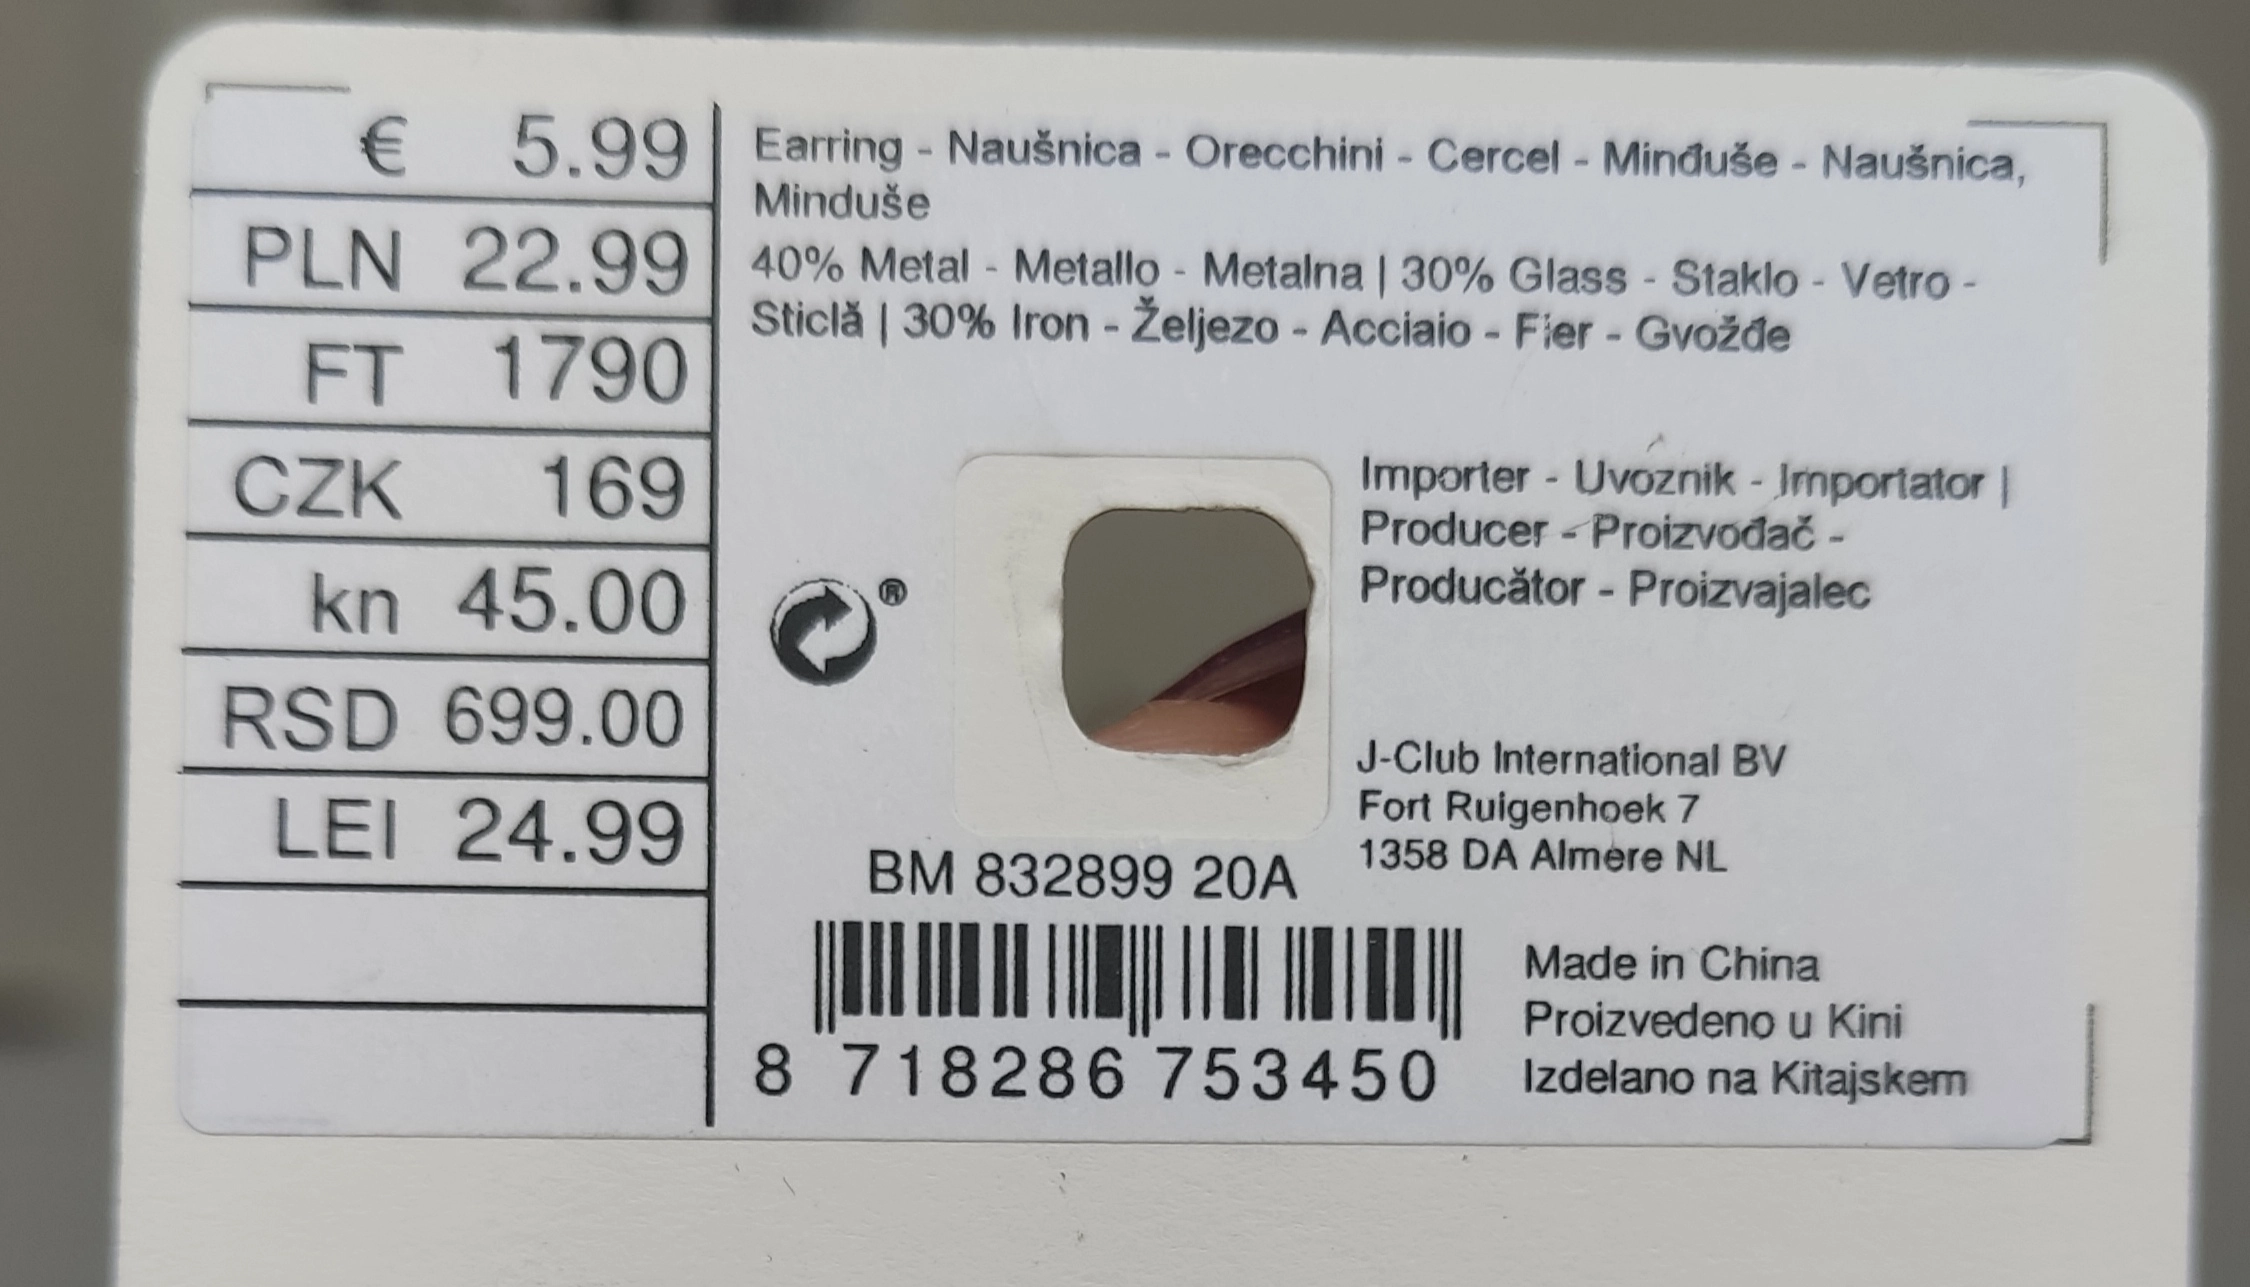 € 5.99
PLN 22.99
FT 1790
CZK 169
kn 45.00
RSD 699.00
LEI 24.99
Earring - Naušnica - Orecchini - Cercel - Minđuše - Naušnica,
Minduše
40% Metal - Metallo - Metalna | 30% Glass - Staklo - Vetro -
Sticlă | 30% Iron - Željezo - Acciaio - Fier - Gvožđe
Importer - Uvoznik - Importator |
Producer - Proizvođač -
Producător - Proizvajalec
®
J-Club International BV
Fort Ruigenhoek 7
1358 DA Almere NL
BM 832899 20A
8 718286 753450
Made in China
Proizvedeno u Kini
Izdelano na Kitajskem